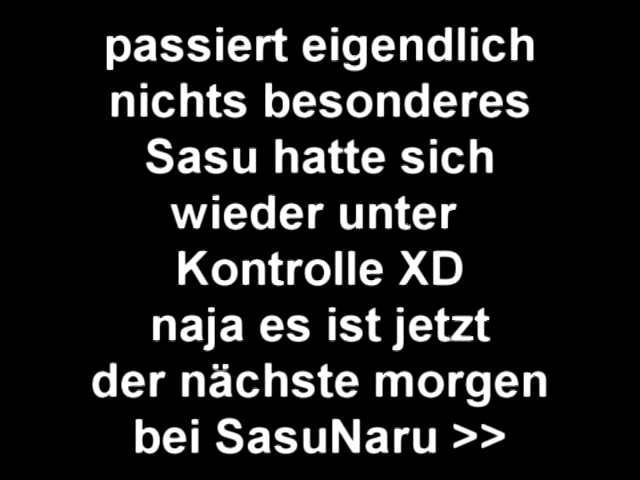 passiert eigendlich
nichts besonderes
Sasu hatte sich
wieder unter
Kontrolle XD
naja es ist jetzt
der nächste morgen
bei SasuNaru >>